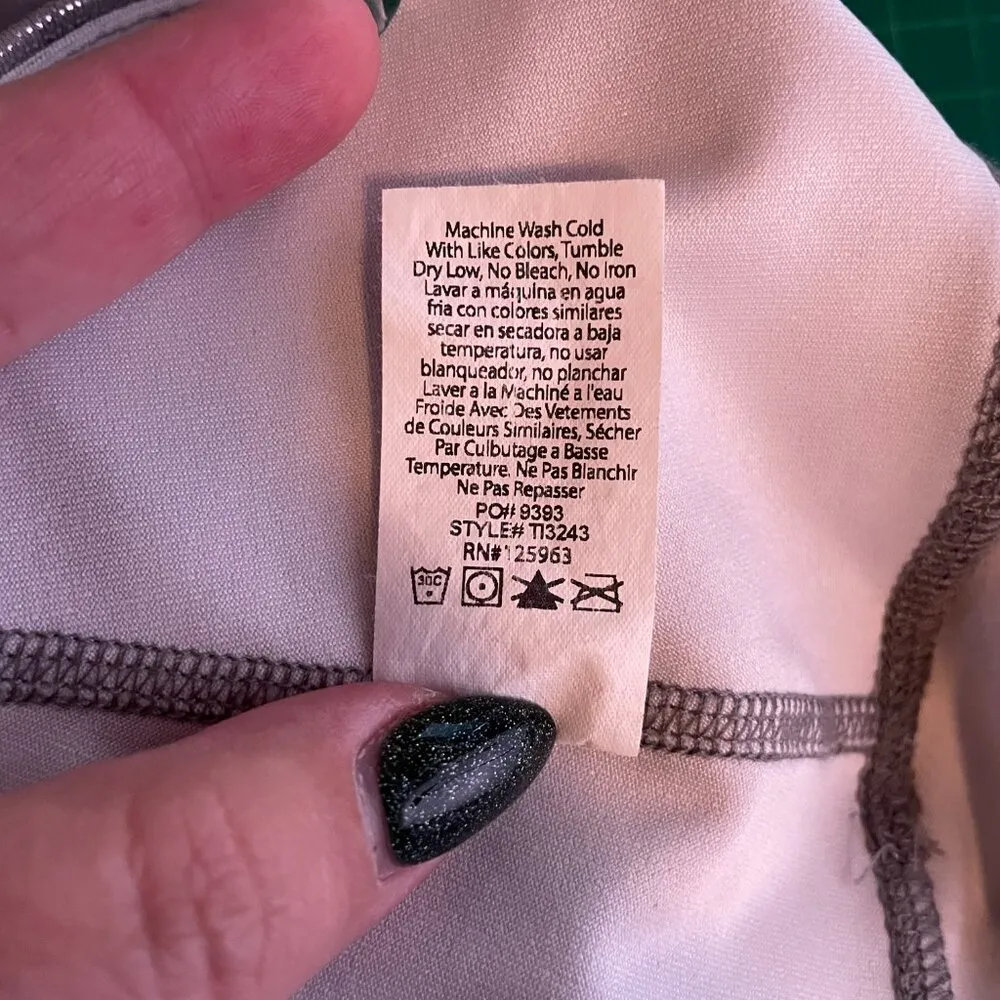 Machine Wash Cold
With Like Colors, Tumble
Dry Low, No Bleach, No Iron
Lavar a máquina en agua
fria con colores similares
secar en secadora a baja
temperatura, no usar
blanqueador, no planchar
Laver a la Machiné a l'eau
Froide Avec Des Vetements
de Couleurs Similaires, Sécher
Par Culbutage a Basse
Temperature. Ne Pas Blanchir
Ne Pas Repasser
PO# 9393
STYLE# TI3243
RN# 125963
30C